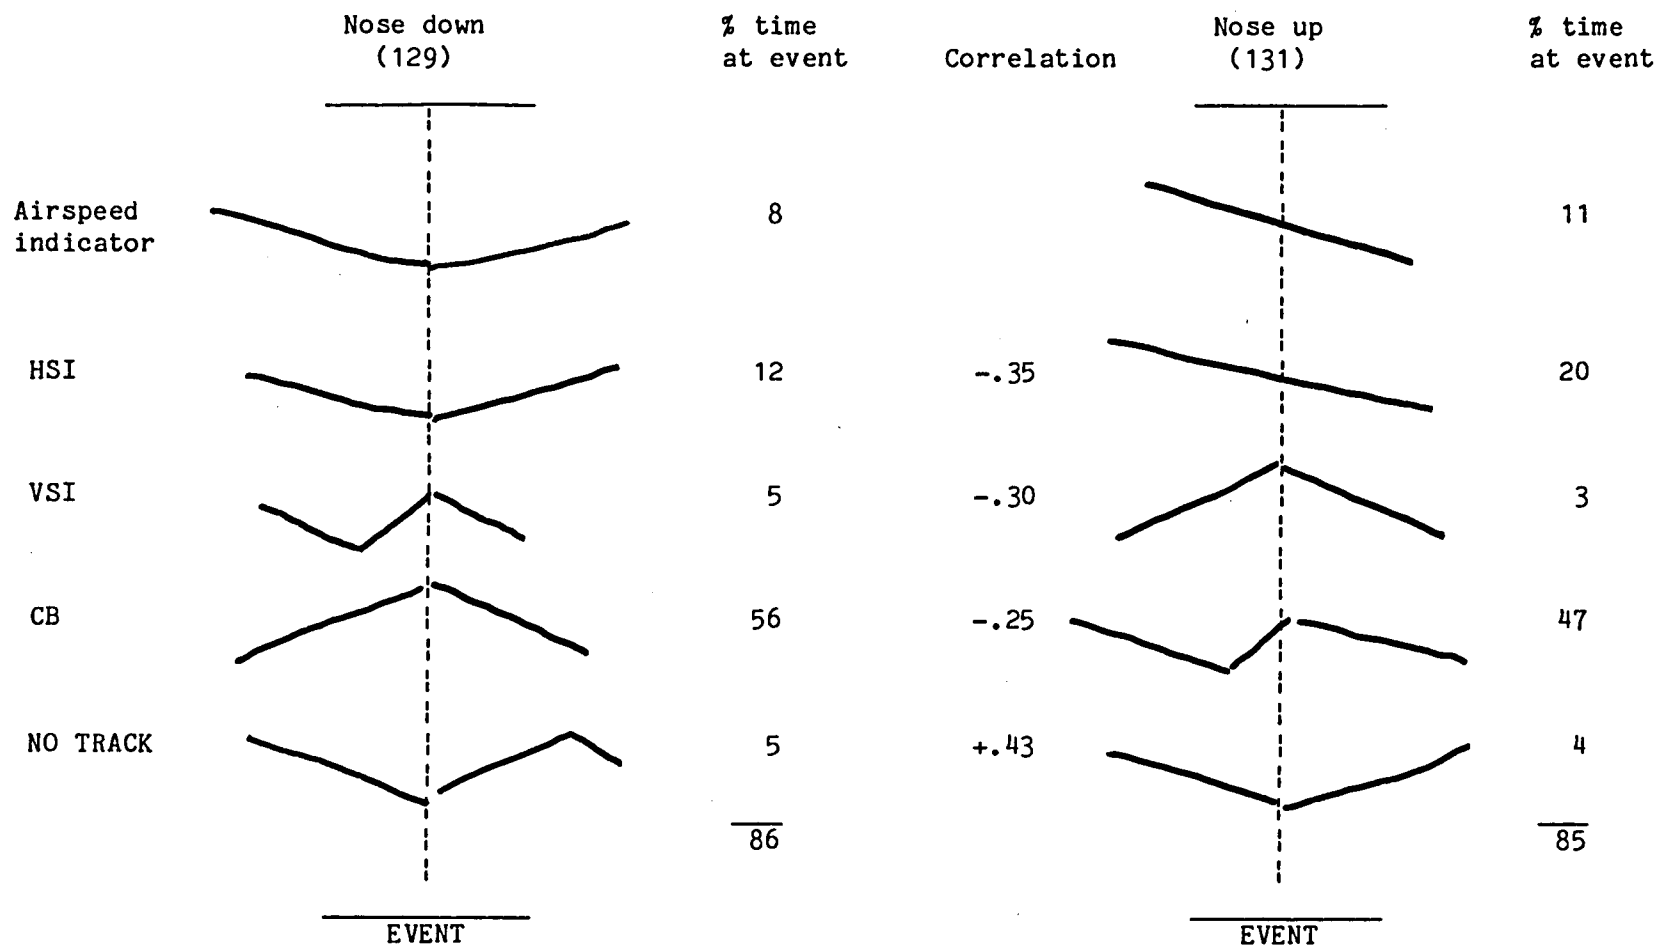 Nose down % time Nose up % time
(129) at event Correlation (131) at event
Airspeed 8 11
indicator
HSI 12 -.35 20
VSI 5 -.30 3
CB 56 -.25 47
NO TRACK 5 +.43 4
86 85
EVENT EVENT